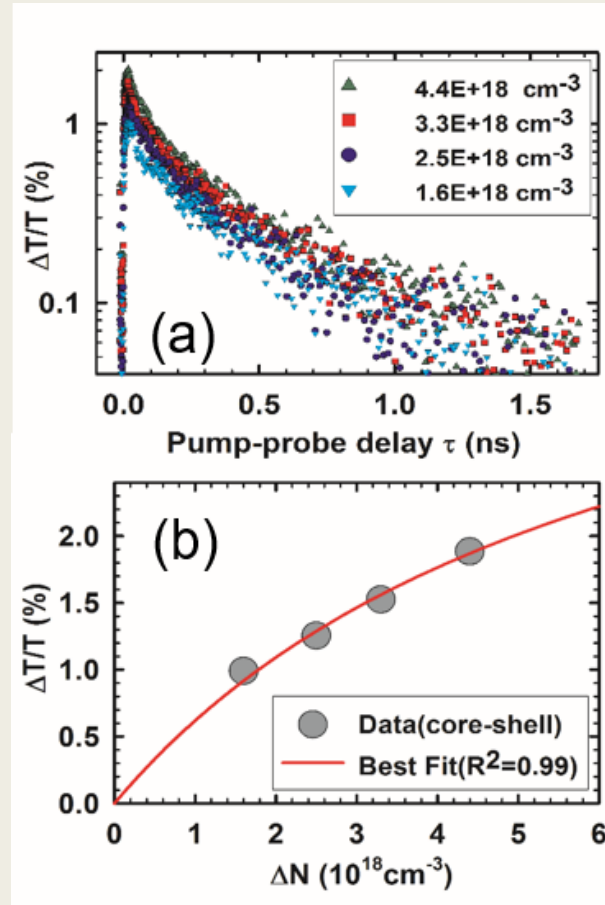 (a)
4.4E+18 cm-3
3.3E+18 cm-3
2.5E+18 cm-3
1.6E+18 cm-3
ΔT/T (%)
1
0.1
0.0 0.5 1.0 1.5
Pump-probe delay τ (ns)
(b)
ΔT/T (%)
2.0
1.5
1.0
0.5
0.0
Data(core-shell)
Best Fit(R2=0.99)
0 1 2 3 4 5 6
ΔN (10^18cm-3)